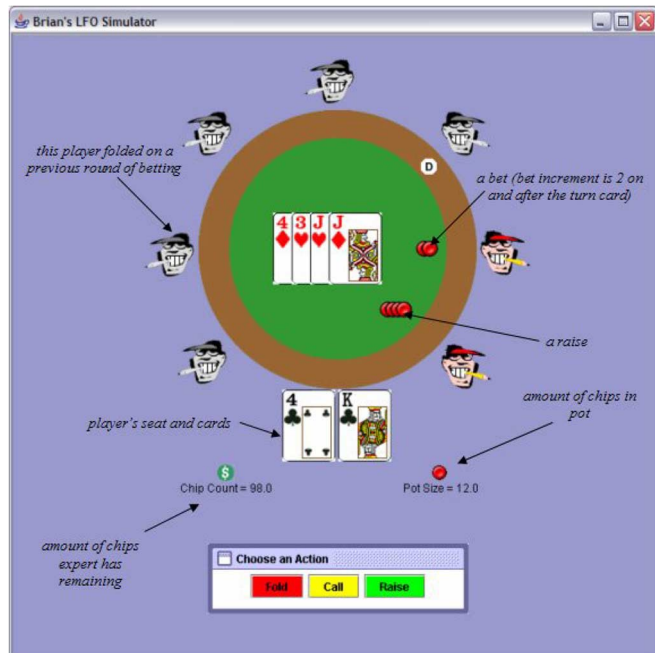 Brian's LFO Simulator
this player folded on a
previous round of betting
D
a bet (bet increment is 2 on
and after the turn card)
4 3 J J
a raise
4 K
player's seat and cards
amount of chips in
pot
$
Chip Count = 98.0
Pot Size = 12.0
amount of chips
expert has
remaining
Choose an Action
Fold Call Raise